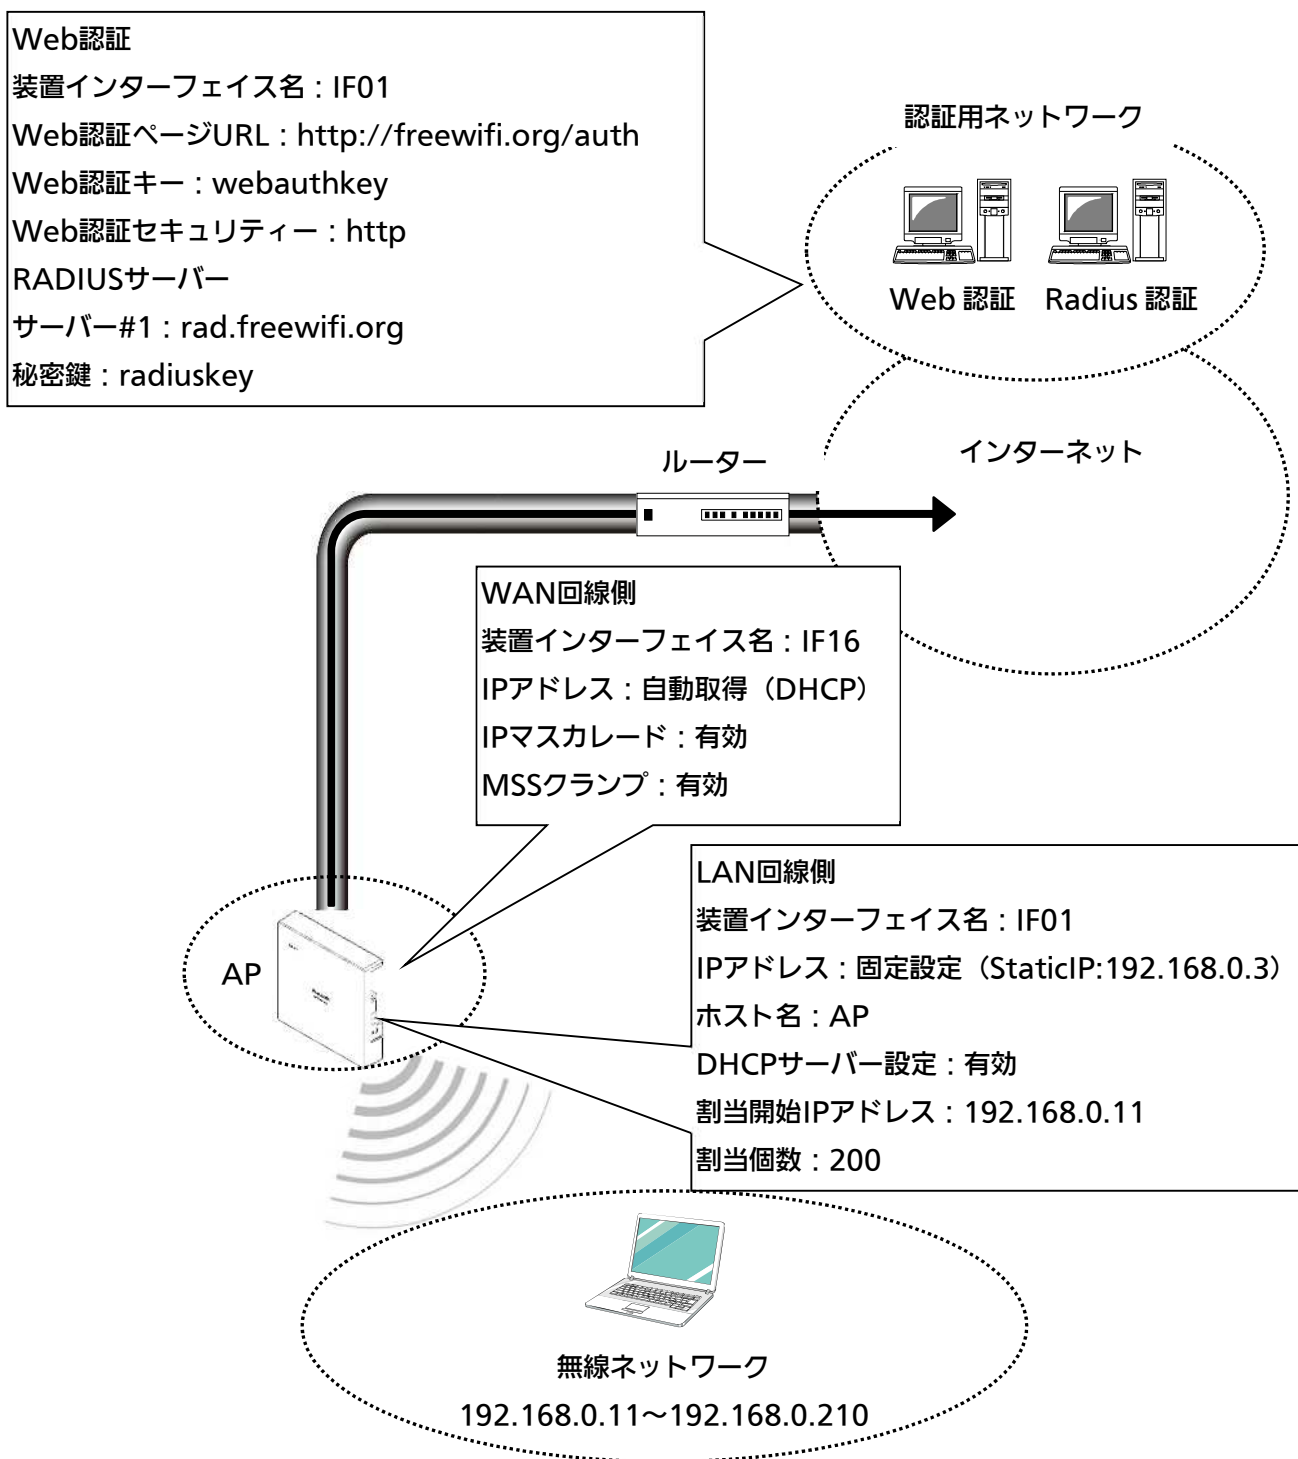 Web認証
装置インターフェイス名：IF01
Web認証ページURL：http://freewifi.org/auth
Web認証キー：webauthkey
Web認証セキュリティー：http
RADIUSサーバー
サーバー#1：rad.freewifi.org
秘密鍵：radiuskey
認証用ネットワーク
Web 認証
Radius 認証
インターネット
ルーター
WAN回線側
装置インターフェイス名：IF16
IPアドレス：自動取得（DHCP）
IPマスカレード：有効
MSSクランプ：有効
LAN回線側
装置インターフェイス名：IF01
IPアドレス：固定設定（StaticIP:192.168.0.3）
ホスト名：AP
DHCPサーバー設定：有効
割当開始IPアドレス：192.168.0.11
割当個数：200
AP
無線ネットワーク
192.168.0.11～192.168.0.210